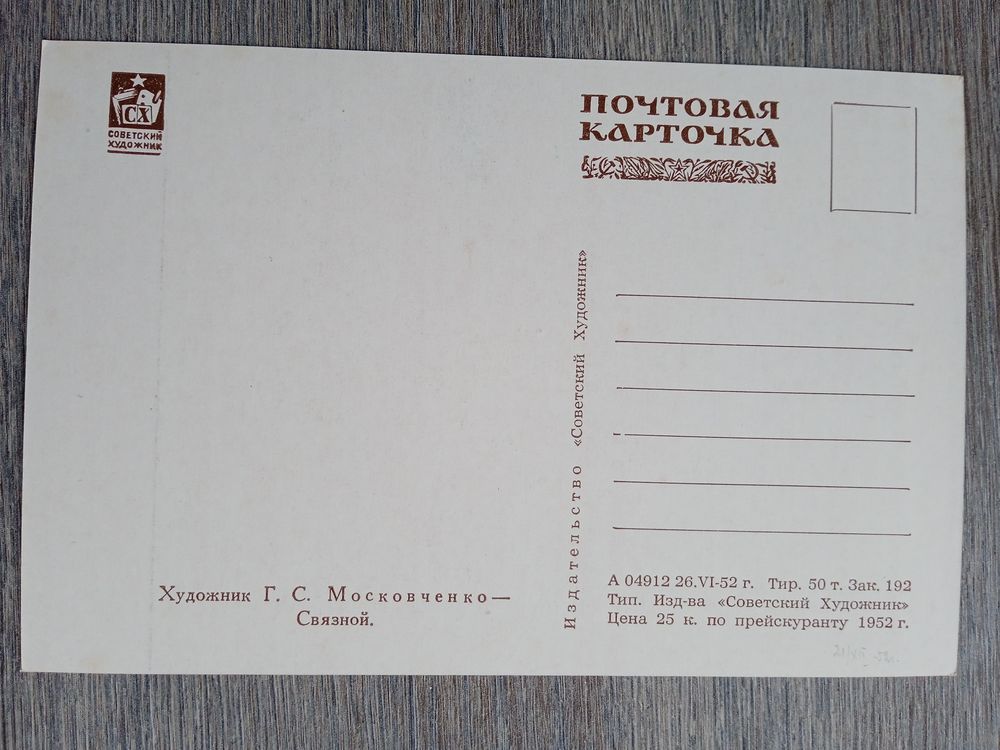 СХ
СОВЕТСКИЙ
ХУДОЖНИК
ПОЧТОВАЯ
КАРТОЧКА
Издательство «Советский Художник»
Художник Г. С. Московченко—
Связной.
А 04912 26.VI-52 г. Тир. 50 т. Зак. 192
Тип. Изд-ва «Советский Художник»
Цена 25 к. по прейскуранту 1952 г.